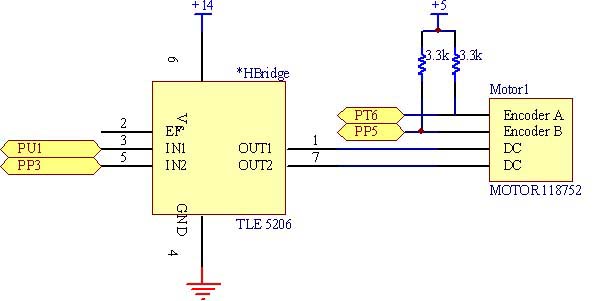 +14
+5
6
3.3k 3.3k
*HBridge
Motor1
Vs
PT6 Encoder A
2 EF PP5 Encoder B
PU1 3 IN1 OUT1 1 DC
PP3 5 IN2 OUT2 7 DC
MOTOR118752
GND
TLE 5206
4